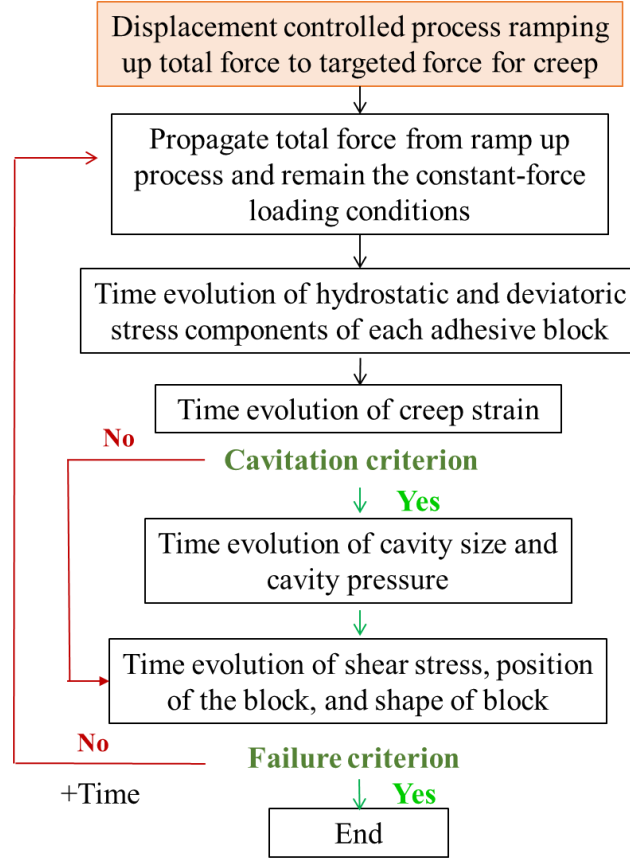 Displacement controlled process ramping
up total force to targeted force for creep
Propagate total force from ramp up
process and remain the constant-force
loading conditions
Time evolution of hydrostatic and deviatoric
stress components of each adhesive block
Time evolution of creep strain
No
Cavitation criterion
Yes
Time evolution of cavity size and
cavity pressure
Time evolution of shear stress, position
of the block, and shape of block
No
Failure criterion
+Time
Yes
End